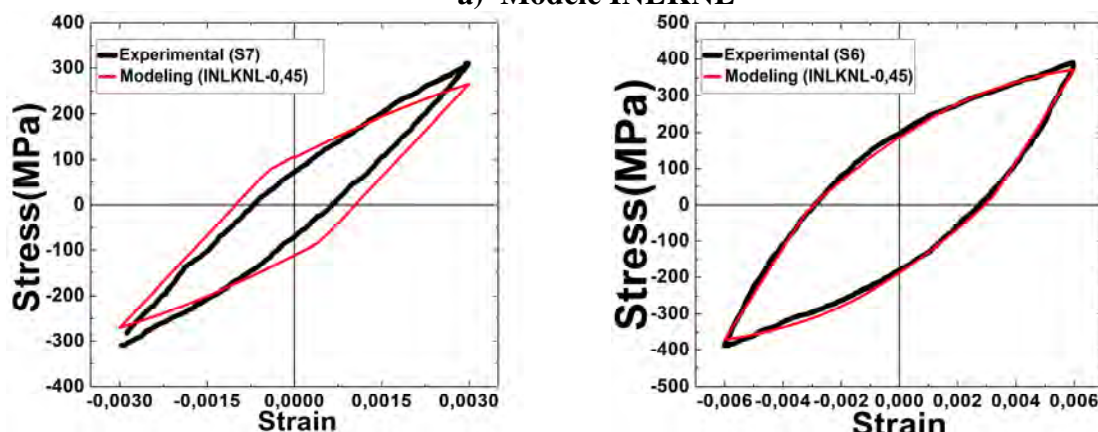 a) Modèle INLKNL
400
300
200
100
0
-100
-200
-300
-400
Stress(MPa)
Experimental (S7)
Modeling (INLKNL-0,45)
-0,0030 -0,0015 0,0000 0,0015 0,0030
Strain
500
400
300
200
100
0
-100
-200
-300
-400
-500
Stress(MPa)
Experimental (S6)
Modeling (INLKNL-0,45)
-0,006 -0,004 -0,002 0,000 0,002 0,004 0,006
Strain